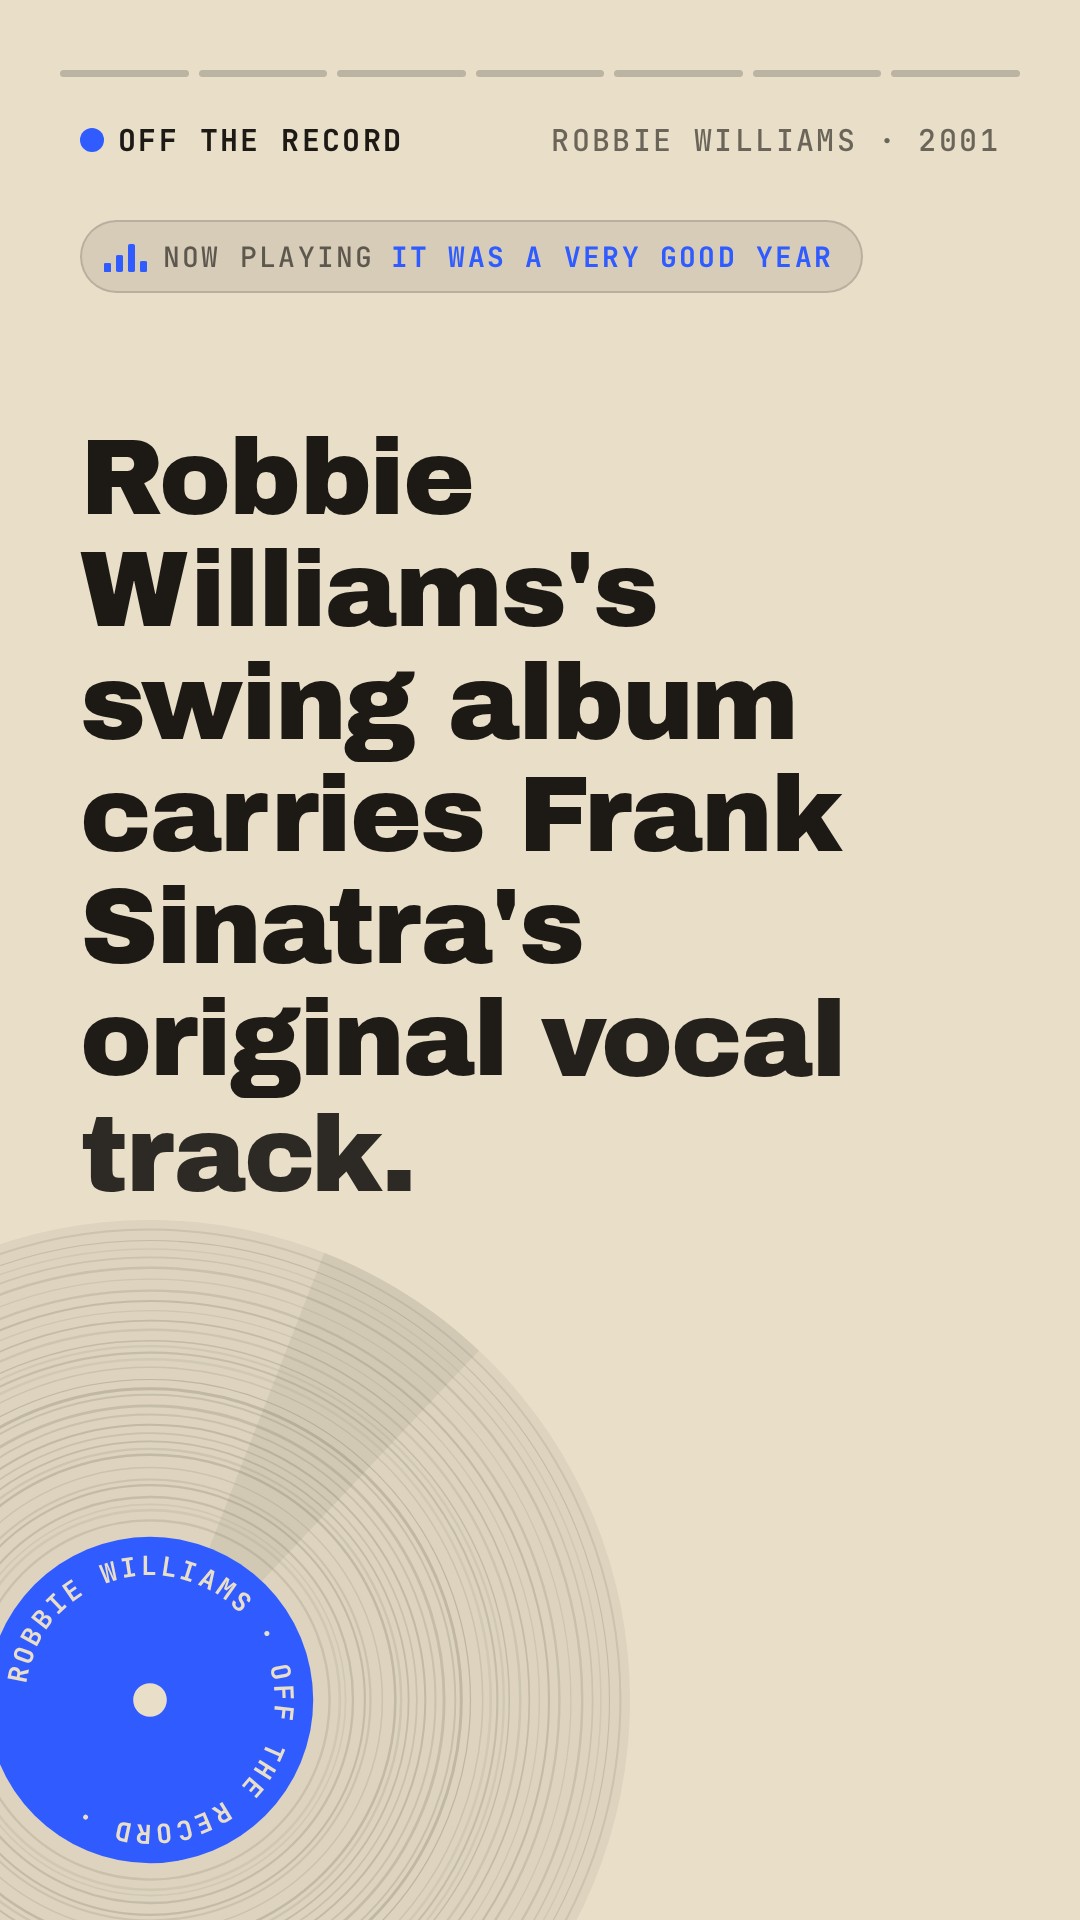 OFF THE RECORD
ROBBIE WILLIAMS · 2001
NOW PLAYING IT WAS A VERY GOOD YEAR
Robbie
Williams's
swing album
carries Frank
Sinatra's
original vocal
track.
ROBBIE WILLIAMS · OFF THE RECORD ·